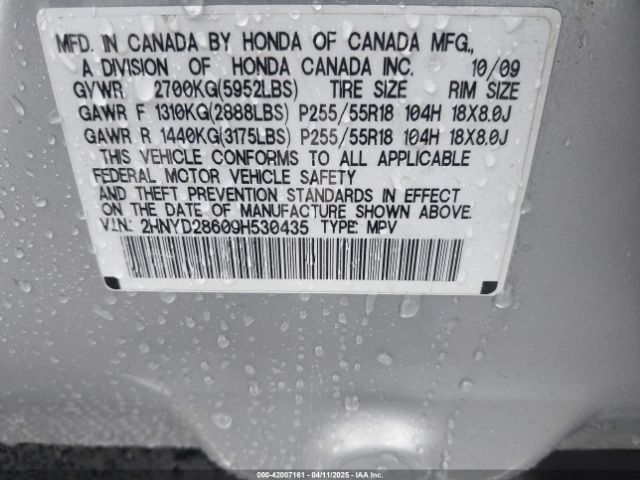 MFD. IN CANADA BY HONDA OF CANADA MFG.,
A DIVISION OF HONDA CANADA INC. 10/09
GVWR 2700KG(5952LBS) TIRE SIZE RIM SIZE
GAWR F 1310KG(2888LBS) P255/55R18 104H 18X8.0J
GAWR R 1440KG(3175LBS) P255/55R18 104H 18X8.0J
THIS VEHICLE CONFORMS TO ALL APPLICABLE
FEDERAL MOTOR VEHICLE SAFETY
AND THEFT PREVENTION STANDARDS IN EFFECT
ON THE DATE OF MANUFACTURE SHOWN ABOVE.
V.I.N.: 2HNYD28609H530435 TYPE: MPV
000-42007161 - 04/11/2025 - IAA Inc.